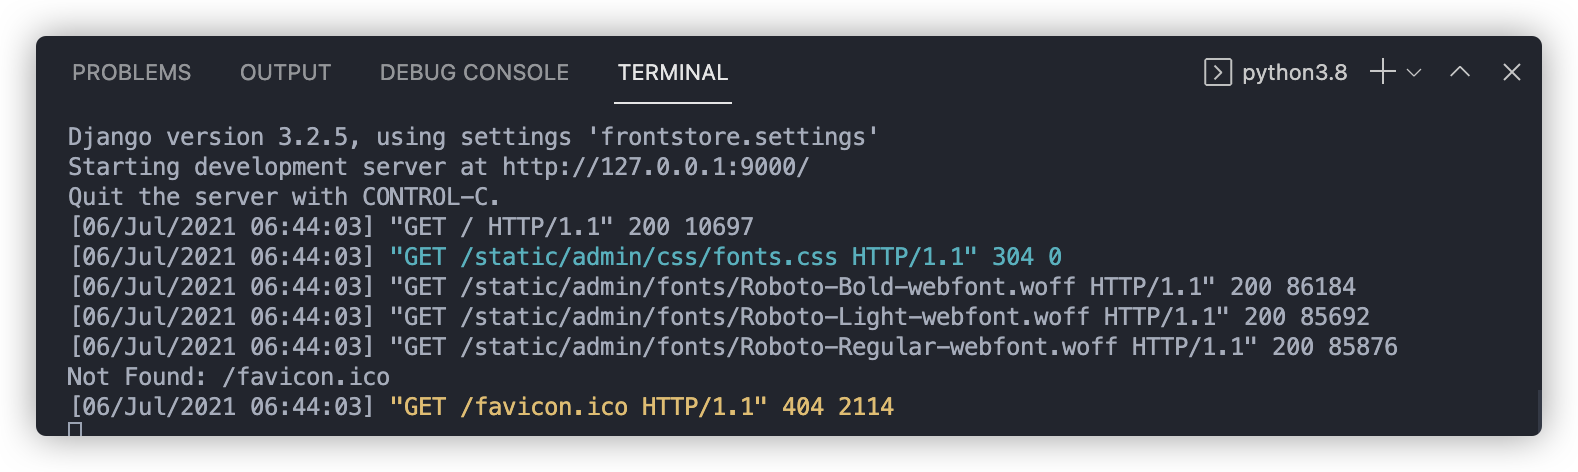 PROBLEMS OUTPUT DEBUG CONSOLE TERMINAL python3.8
Django version 3.2.5, using settings 'frontstore.settings'
Starting development server at http://127.0.0.1:9000/
Quit the server with CONTROL-C.
[06/Jul/2021 06:44:03] "GET / HTTP/1.1" 200 10697
[06/Jul/2021 06:44:03] "GET /static/admin/css/fonts.css HTTP/1.1" 304 0
[06/Jul/2021 06:44:03] "GET /static/admin/fonts/Roboto-Bold-webfont.woff HTTP/1.1" 200 86184
[06/Jul/2021 06:44:03] "GET /static/admin/fonts/Roboto-Light-webfont.woff HTTP/1.1" 200 85692
[06/Jul/2021 06:44:03] "GET /static/admin/fonts/Roboto-Regular-webfont.woff HTTP/1.1" 200 85876
Not Found: /favicon.ico
[06/Jul/2021 06:44:03] "GET /favicon.ico HTTP/1.1" 404 2114